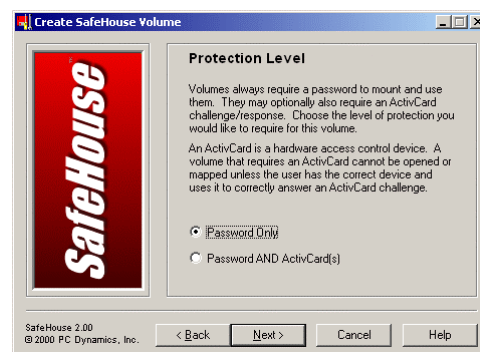 Create SafeHouse Volume
SafeHouse
Protection Level
Volumes always require a password to mount and use
them. They may optionally also require an ActivCard
challenge/response. Choose the level of protection you
would like to require for this volume.
An ActivCard is a hardware access control device. A
volume that requires an ActivCard cannot be opened or
mapped unless the user has the correct device and
uses it to correctly answer an ActivCard challenge.
Password Only
Password AND ActivCard(s)
SafeHouse 2.00
© 2000 PC Dynamics, Inc.
< Back
Next >
Cancel
Help